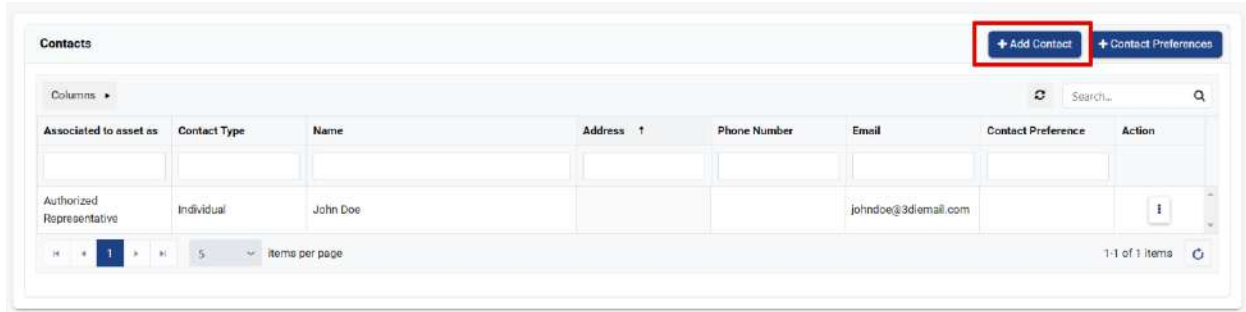 Contacts
+ Add Contact
+ Contact Preferences
Columns
Search...
Associated to asset as Contact Type Name Address ↑ Phone Number Email Contact Preference Action
Authorized
Representative Individual John Doe johndoe@3diemail.com
1 5 items per page 1-1 of 1 items